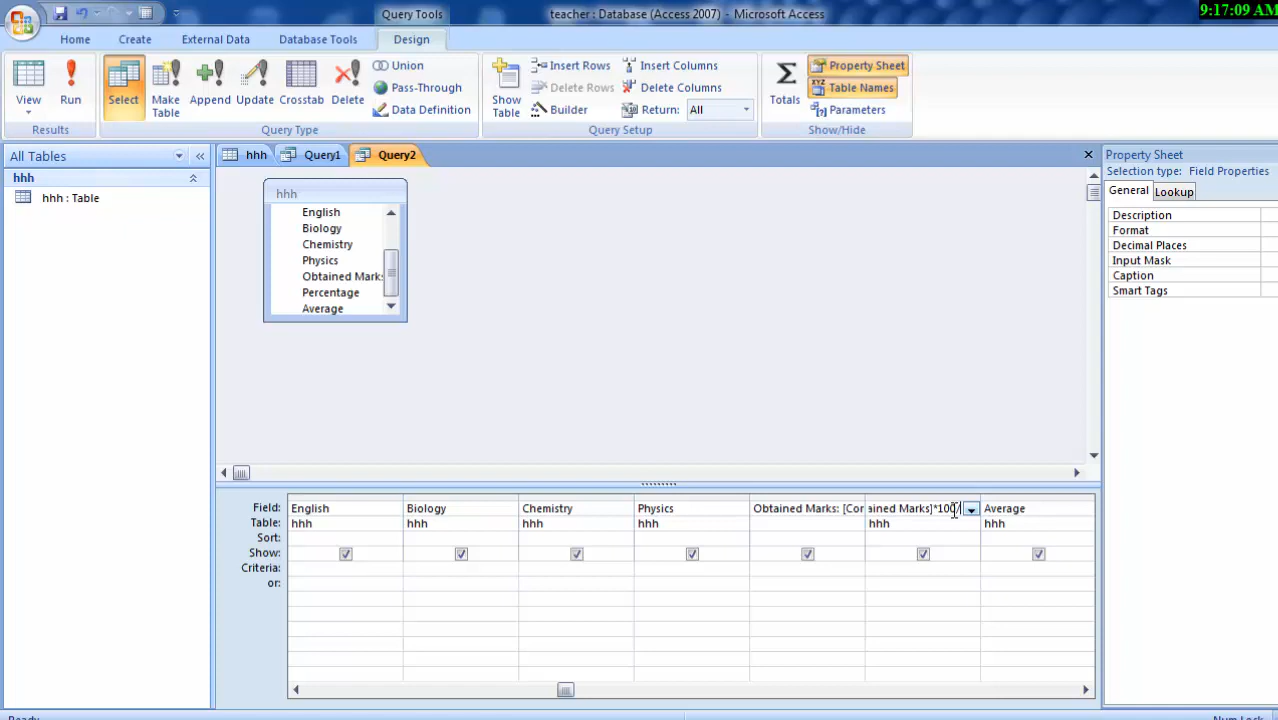 9:17:09 AM
Query Tools
teacher : Database (Access 2007) - Microsoft Access
Home
Create
External Data
Database Tools
Design
View
Run
Results
Select
Make Table
Append
Update
Crosstab
Delete
Union
Pass-Through
Data Definition
Query Type
Show Table
Insert Rows
Delete Rows
Builder
Insert Columns
Delete Columns
Return: All
Query Setup
Totals
Property Sheet
XYZ Table Names
Parameters
Show/Hide
All Tables
hhh
hhh : Table
hhh
Query1
Query2
hhh
English
Biology
Chemistry
Physics
Obtained Marks
Percentage
Average
Property Sheet
Selection type: Field Properties
General
Lookup
Description
Format
Decimal Places
Input Mask
Caption
Smart Tags
Field: English Biology Chemistry Physics Obtained Marks: [Cor ained Marks]*100/ Average
Table: hhh hhh hhh hhh hhh hhh
Sort:
Show:
Criteria:
or:
Ready
Num Lock